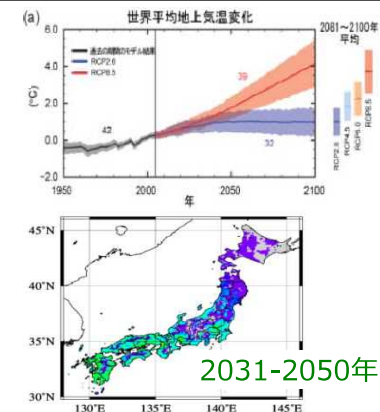 (a) 世界平均地上気温変化
2081～2100年
平均
6.0
4.0
2.0
0.0
-2.0
(°C)
過去の期間のモデル結果
RCP2.6
RCP8.5
42
39
32
1950
2000
2050
2100
年
RCP2.6
RCP4.5
RCP6.0
RCP8.5
45°N
40°N
35°N
30°N
130°E
135°E
140°E
145°E
2031-2050年